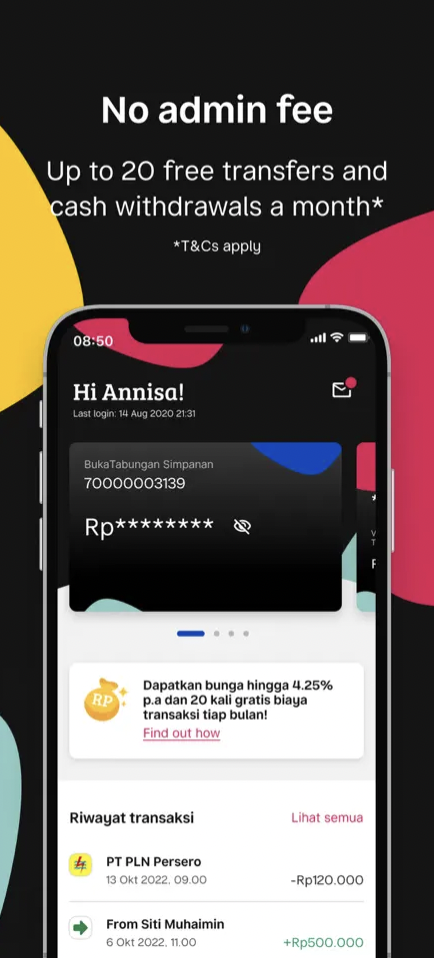 No admin fee
Up to 20 free transfers and
cash withdrawals a month*
*T&Cs apply
08:50
Hi Annisa!
Last login: 14 Aug 2020 21:31
BukaTabungan Simpanan
70000003139
Rp********
Dapatkan bunga hingga 4.25%
p.a dan 20 kali gratis biaya
transaksi tiap bulan!
RP
Find out how
Riwayat transaksi
Lihat semua
PT PLN Persero
13 Okt 2022, 09.00
-Rp120.000
From Siti Muhaimin
6 Okt 2022, 11.00
+Rp500.000